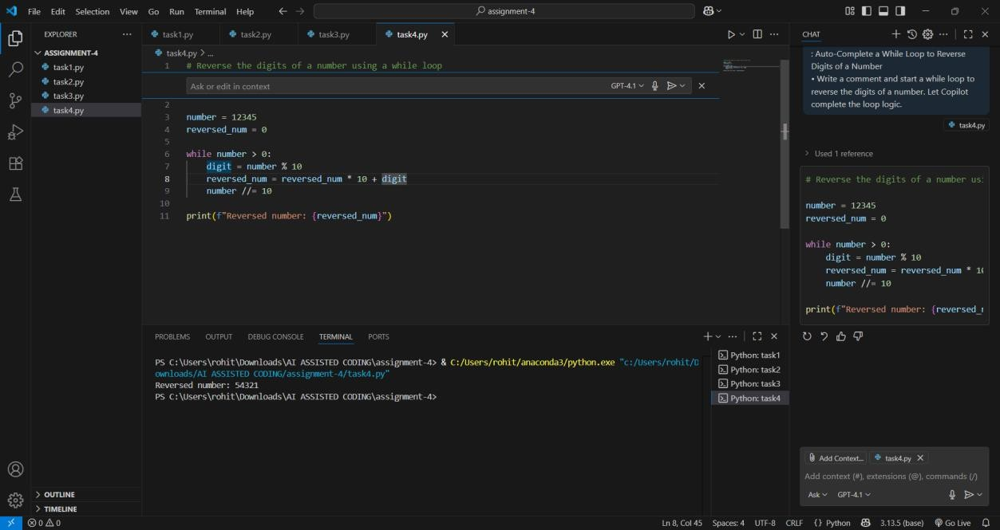 File Edit Selection View Go Run Terminal Help
assignment-4
EXPLORER
ASSIGNMENT-4
task1.py
task2.py
task3.py
task4.py
OUTLINE
TIMELINE
task1.py task2.py task3.py task4.py
task4.py > ...
1 # Reverse the digits of a number using a while loop
Ask or edit in context GPT-4.1
2
3 number = 12345
4 reversed_num = 0
5
6 while number > 0:
7 digit = number % 10
8 reversed_num = reversed_num * 10 + digit
9 number //= 10
10
11 print(f"Reversed number: {reversed_num}")
PROBLEMS OUTPUT DEBUG CONSOLE TERMINAL PORTS
PS C:\Users\rohit\Downloads\AI ASSISTED CODING\assignment-4> & C:/Users/rohit/anaconda3/python.exe "c:/Users/rohit/D
ownloads/AI ASSISTED CODING/assignment-4/task4.py"
Reversed number: 54321
PS C:\Users\rohit\Downloads\AI ASSISTED CODING\assignment-4>
Python: task1
Python: task2
Python: task3
Python: task4
CHAT
: Auto-Complete a While Loop to Reverse
Digits of a Number
• Write a comment and start a while loop to
reverse the digits of a number. Let Copilot
complete the loop logic.
task4.py
> Used 1 reference
# Reverse the digits of a number usi
number = 12345
reversed_num = 0
while number > 0:
digit = number % 10
reversed_num = reversed_num * 10
number //= 10
print(f"Reversed number: {reversed_n
Add Context... task4.py
Add context (#), extensions (@), commands (/)
Ask GPT-4.1
0 0 Ln 8, Col 45 Spaces: 4 UTF-8 CRLF {} Python 3.13.5 (base) Go Live